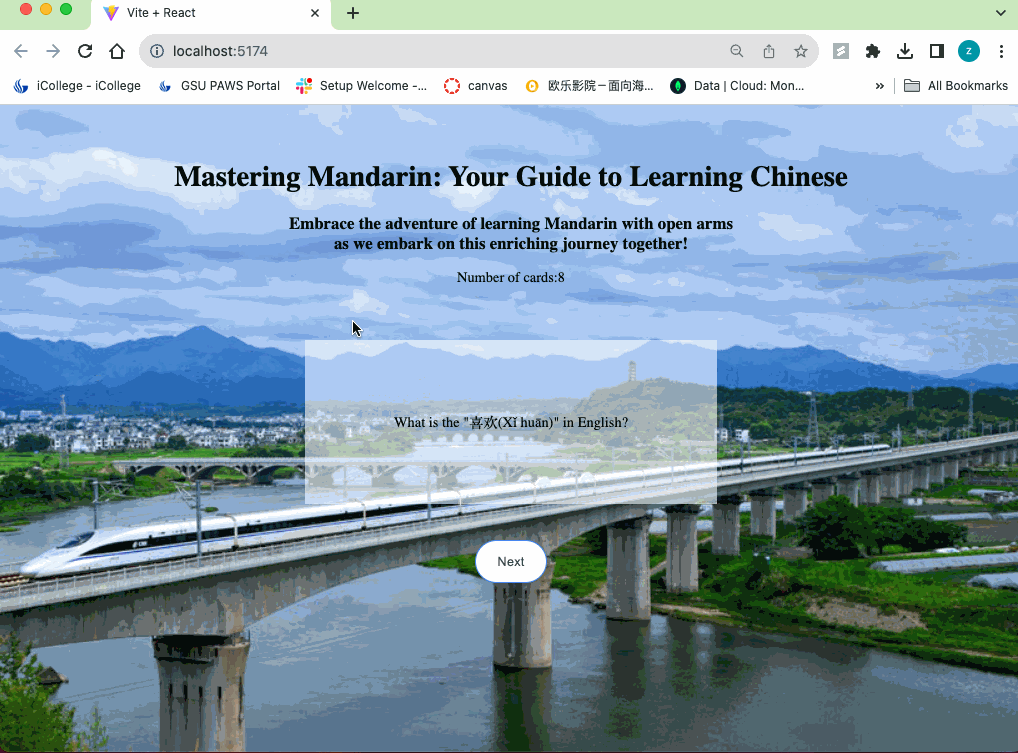 Vite + React
localhost:5174
z
iCollege - iCollege
GSU PAWS Portal
Setup Welcome -...
canvas
欧乐影院－面向海...
Data | Cloud: Mon...
»
All Bookmarks
Mastering Mandarin: Your Guide to Learning Chinese
Embrace the adventure of learning Mandarin with open arms
as we embark on this enriching journey together!
Number of cards:8
What is the "喜欢(Xǐ huān)" in English?
Next